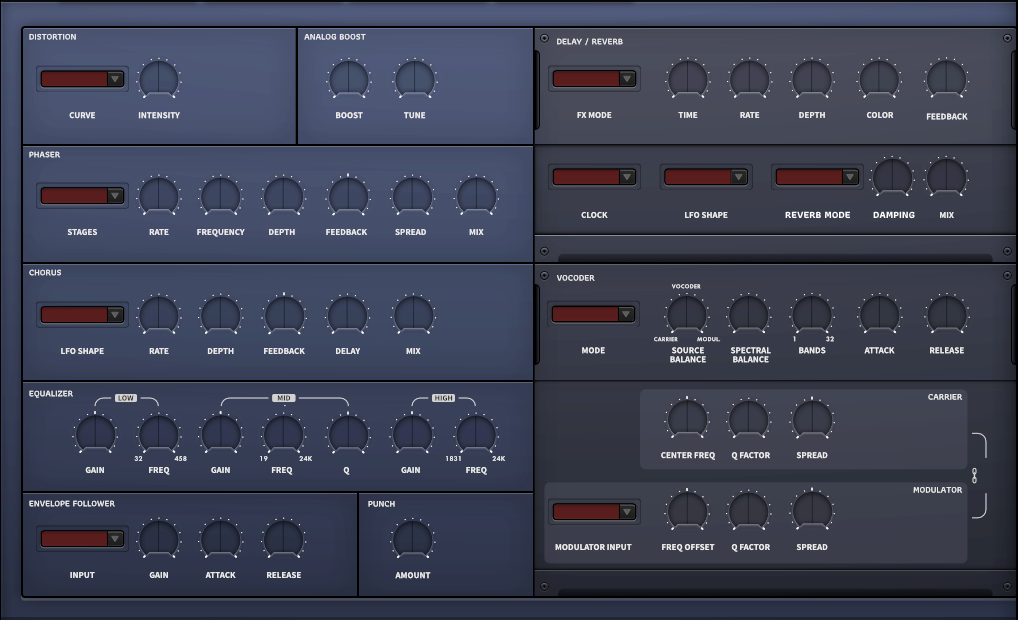 DISTORTION
CURVE INTENSITY
ANALOG BOOST
BOOST TUNE
PHASER
STAGES RATE FREQUENCY DEPTH FEEDBACK SPREAD MIX
CHORUS
LFO SHAPE RATE DEPTH FEEDBACK DELAY MIX
EQUALIZER
LOW MID HIGH
32 458 19 24K 1831 24K
GAIN FREQ GAIN FREQ Q GAIN FREQ
ENVELOPE FOLLOWER
INPUT GAIN ATTACK RELEASE
PUNCH
AMOUNT
DELAY / REVERB
FX MODE TIME RATE DEPTH COLOR FEEDBACK
CLOCK LFO SHAPE REVERB MODE DAMPING MIX
VOCODER
VOCODER
CARRIER MODUL. 1 32
MODE SOURCE BALANCE SPECTRAL BALANCE BANDS ATTACK RELEASE
CARRIER
CENTER FREQ Q FACTOR SPREAD
MODULATOR
MODULATOR INPUT FREQ OFFSET Q FACTOR SPREAD